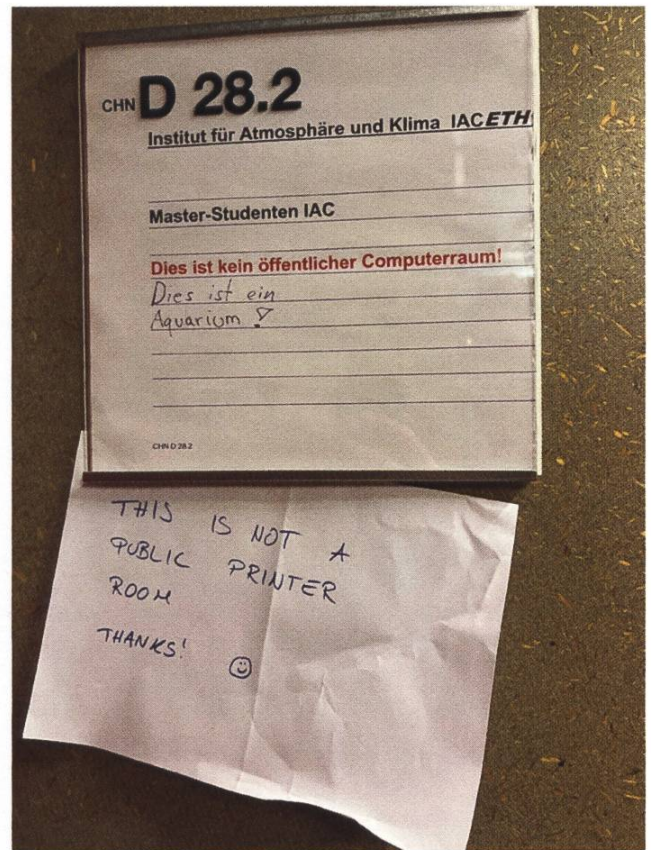 CHN D 28.2
Institut für Atmosphäre und Klima IACETH
Master-Studenten IAC
Dies ist kein öffentlicher Computerraum!
Dies ist ein
Aquarium!
CHN D 28.2
THIS IS NOT A
PUBLIC PRINTER
ROOM
THANKS! ☺